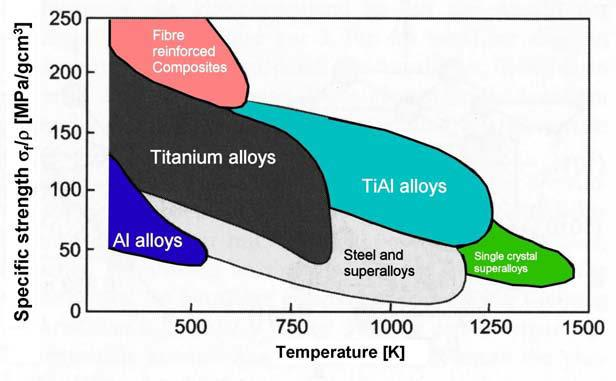 250
200
150
100
50
0
Specific strength σf/ρ [MPa/gcm³]
Fibre
reinforced
Composites
Titanium alloys
TiAl alloys
Al alloys
Steel and
superalloys
Single crystal
superalloys
500
750
1000
1250
1500
Temperature [K]